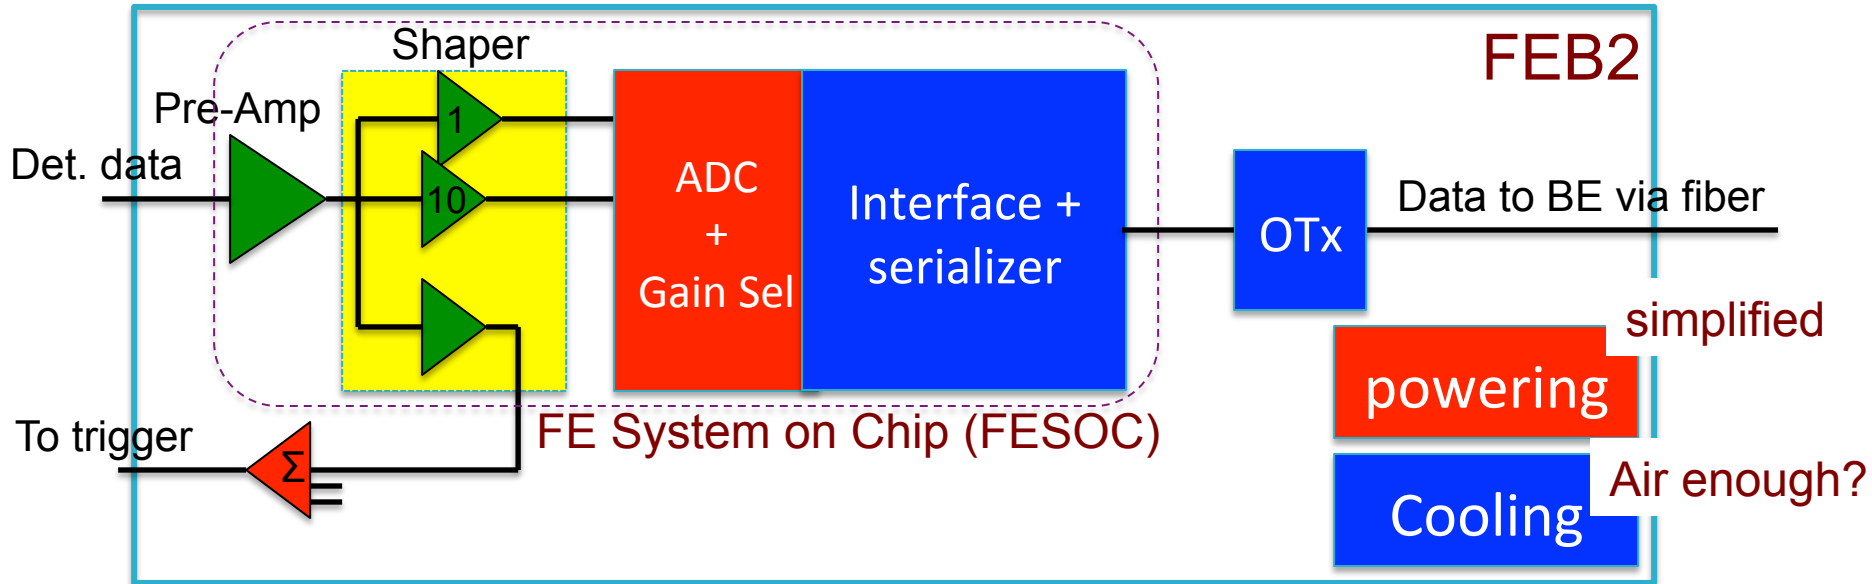 Shaper
FEB2
Pre-Amp
1
Det. data
10
ADC
+
Gain Sel
Interface +
serializer
OTx
Data to BE via fiber
simplified
powering
To trigger
Σ
FE System on Chip (FESOC)
Air enough?
Cooling